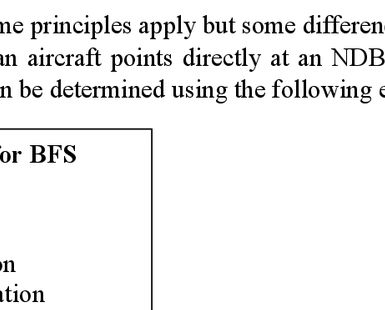 me principles apply but some differenc
an aircraft points directly at an NDB
n be determined using the following e
for BFS
on
ation